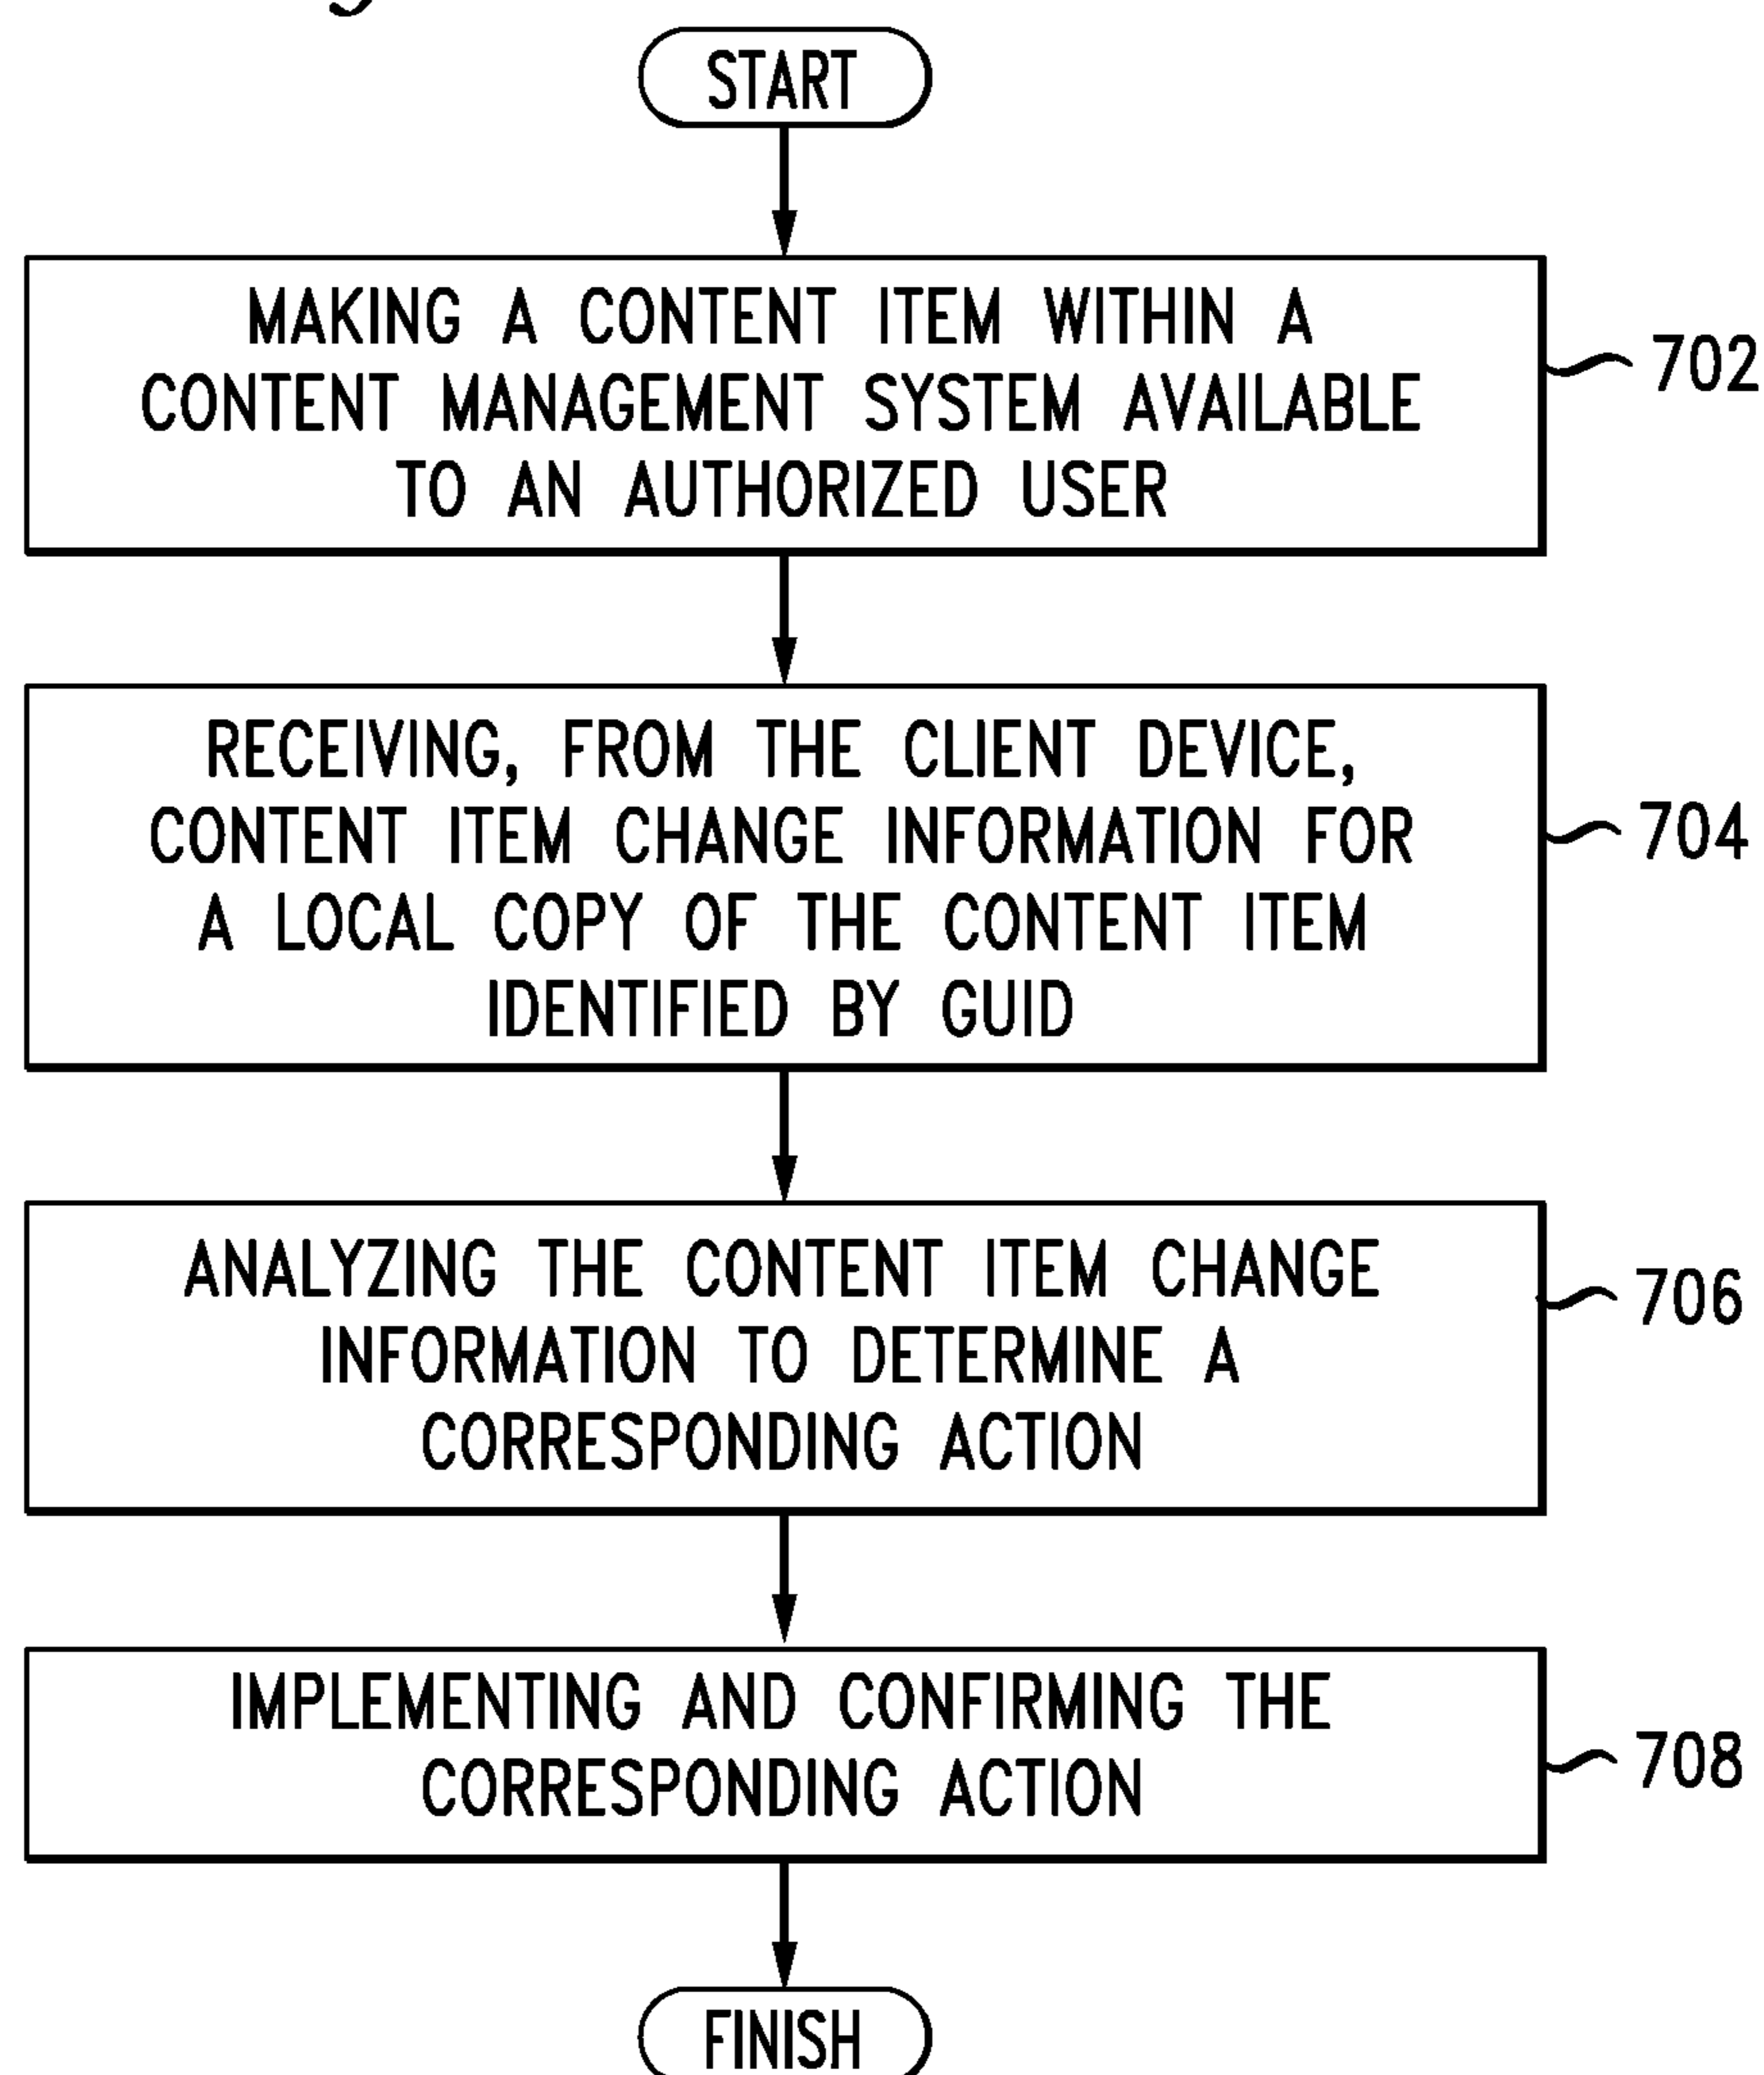 START
MAKING A CONTENT ITEM WITHIN A
CONTENT MANAGEMENT SYSTEM AVAILABLE
TO AN AUTHORIZED USER
702
RECEIVING, FROM THE CLIENT DEVICE,
CONTENT ITEM CHANGE INFORMATION FOR
A LOCAL COPY OF THE CONTENT ITEM
IDENTIFIED BY GUID
704
ANALYZING THE CONTENT ITEM CHANGE
INFORMATION TO DETERMINE A
CORRESPONDING ACTION
706
IMPLEMENTING AND CONFIRMING THE
CORRESPONDING ACTION
708
FINISH